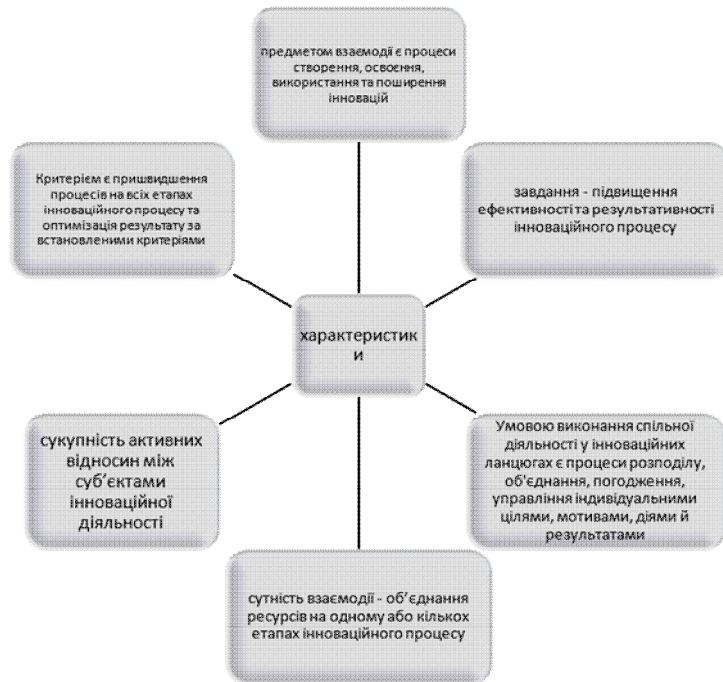 предметом взаємодії є процеси
створення, освоєння,
використання та поширення
інновацій
Критерієм є пришвидшення
процесів на всіх етапах
інноваційного процесу та
оптимізація результату за
встановленими критеріями
завдання - підвищення
ефективності та результативності
інноваційного процесу
характеристик
и
сукупність активних
відносин між
суб’єктами
інноваційної
діяльності
Умовою виконання спільної
діяльності у інноваційних
ланцюгах є процеси розподілу,
об'єднання, погодження,
управління індивідуальними
цілями, мотивами, діями й
результатами
сутність взаємодії - об’єднання
ресурсів на одному або кількох
етапах інноваційного процесу